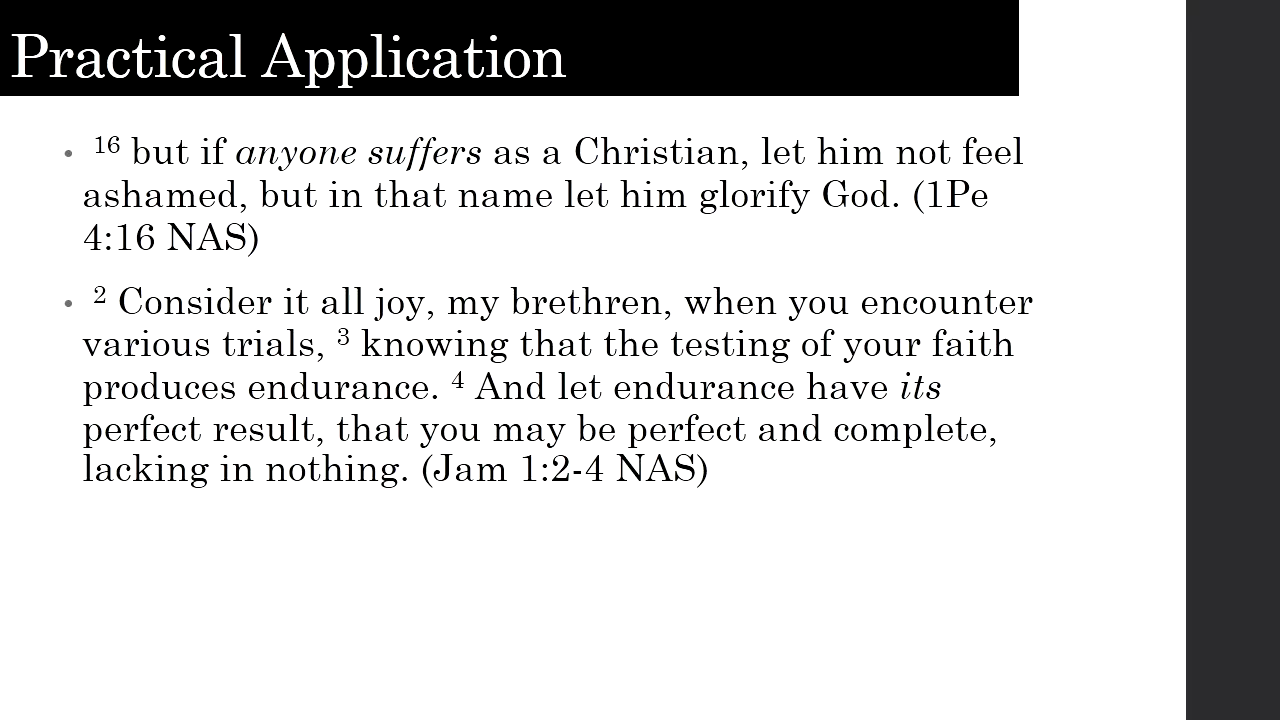 Practical Application
• 16 but if anyone suffers as a Christian, let him not feel
ashamed, but in that name let him glorify God. (1Pe
4:16 NAS)
• 2 Consider it all joy, my brethren, when you encounter
various trials, 3 knowing that the testing of your faith
produces endurance. 4 And let endurance have its
perfect result, that you may be perfect and complete,
lacking in nothing. (Jam 1:2-4 NAS)